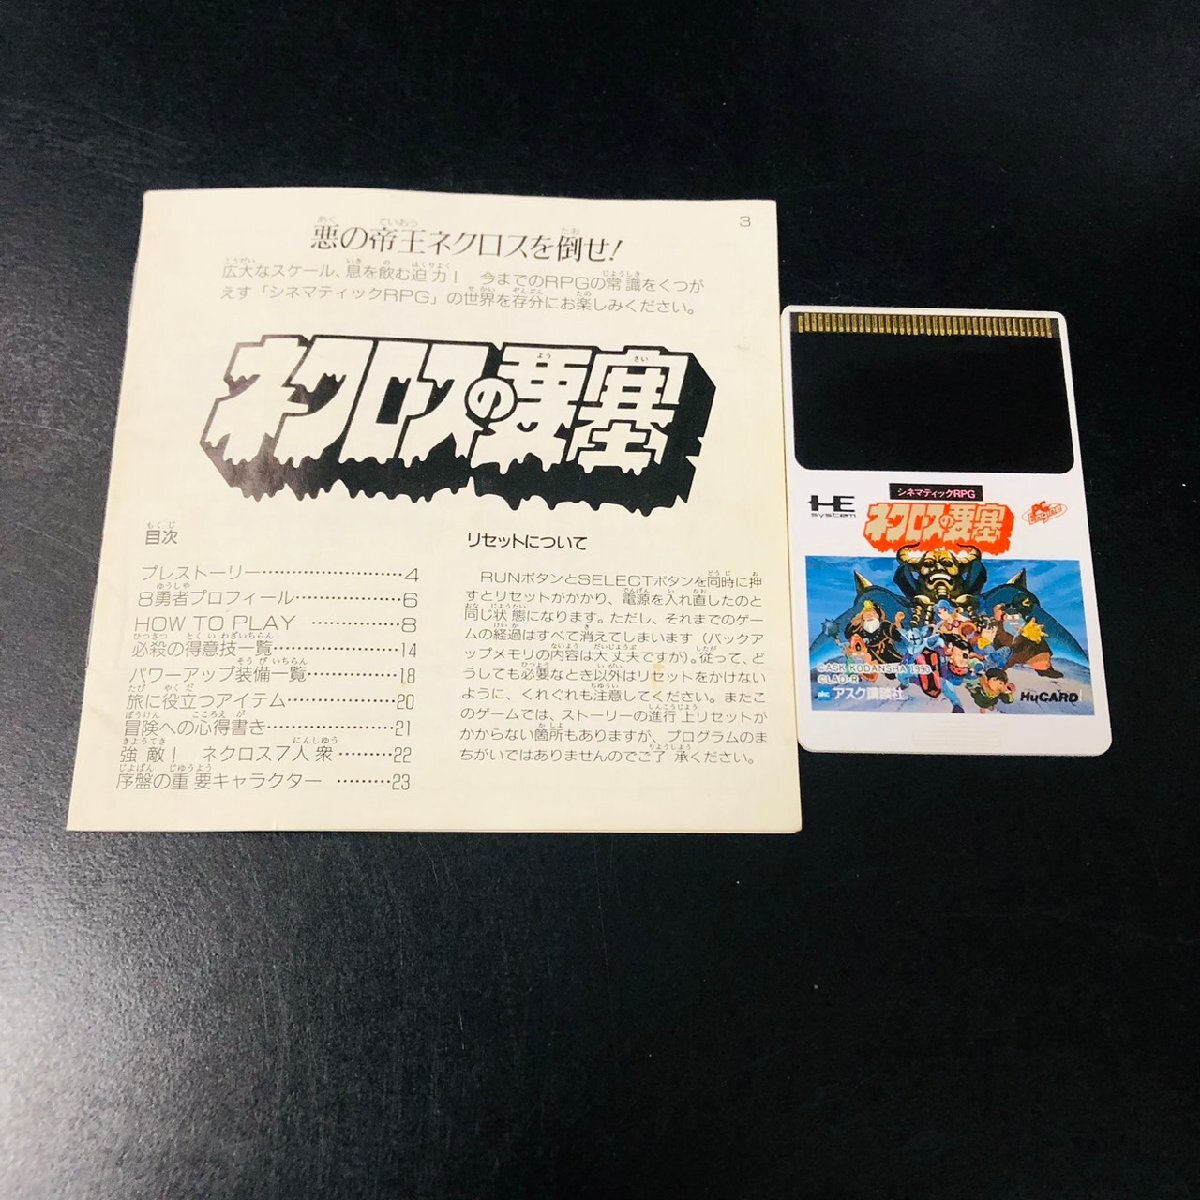 3
悪の帝王ネクロスを倒せ!
広大なスケール、息を飲む迫力! 今までのRPGの常識をくつが
えす「シネマティックRPG」の世界を存分にお楽しみください。
ネクロスの要塞
目次
プレストーリー……………………4
8勇者プロフィール………………6
HOW TO PLAY ………………8
必殺の得意技一覧………………14
パワーアップ装備一覧…………18
旅に役立つアイテム……………20
冒険への心得書き………………21
強敵! ネクロス7人衆………22
序盤の重要キャラクター ………23
リセットについて
RUNボタンとSELECTボタンを同時に押
すとリセットがかかり、電源を入れ直したのと
同じ状態になります。ただし、それまでのゲー
ムの経過はすべて消えてしまいます(バックア
ップメモリの内容は大丈夫ですが)。従って、ど
うしても必要なとき以外はリセットをかけない
ように、くれぐれも注意してください。またこ
のゲームでは、ストーリーの進行上リセットが
かからない箇所もありますが、プログラムのま
ちがいではありませんのでご了承ください。
HE
system
シネマティックRPG
ネクロスの要塞
PC Engine
©ASK KODANSHA 1990
©LAD・R
ask アスク講談社
HuCARD